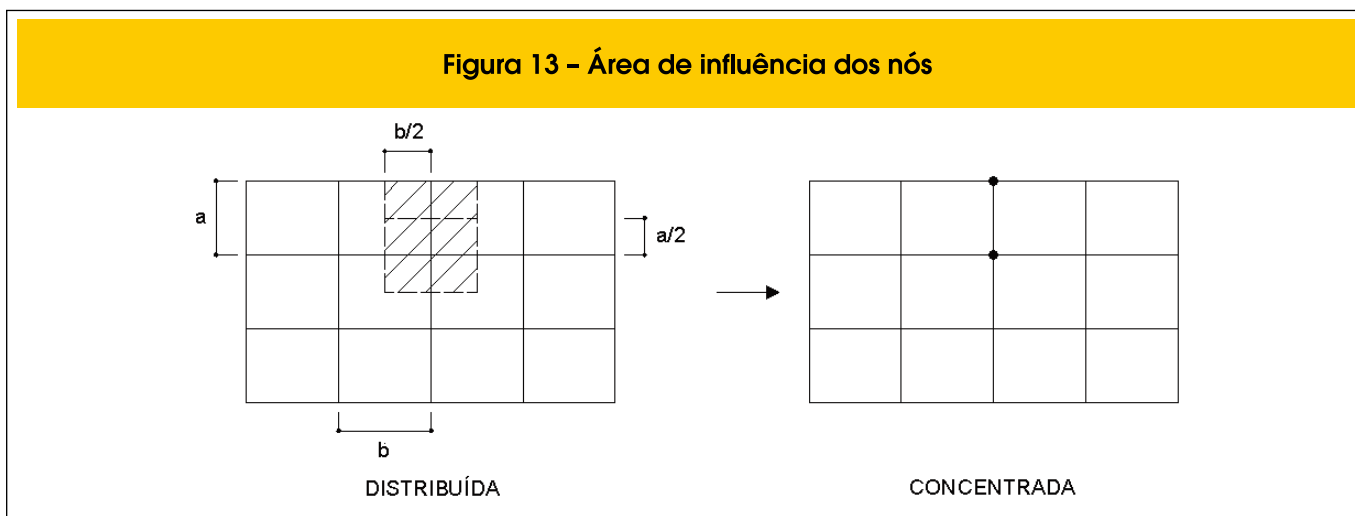 Figura 13 – Área de influência dos nós
b/2
a
a/2
b
DISTRIBUÍDA
CONCENTRADA